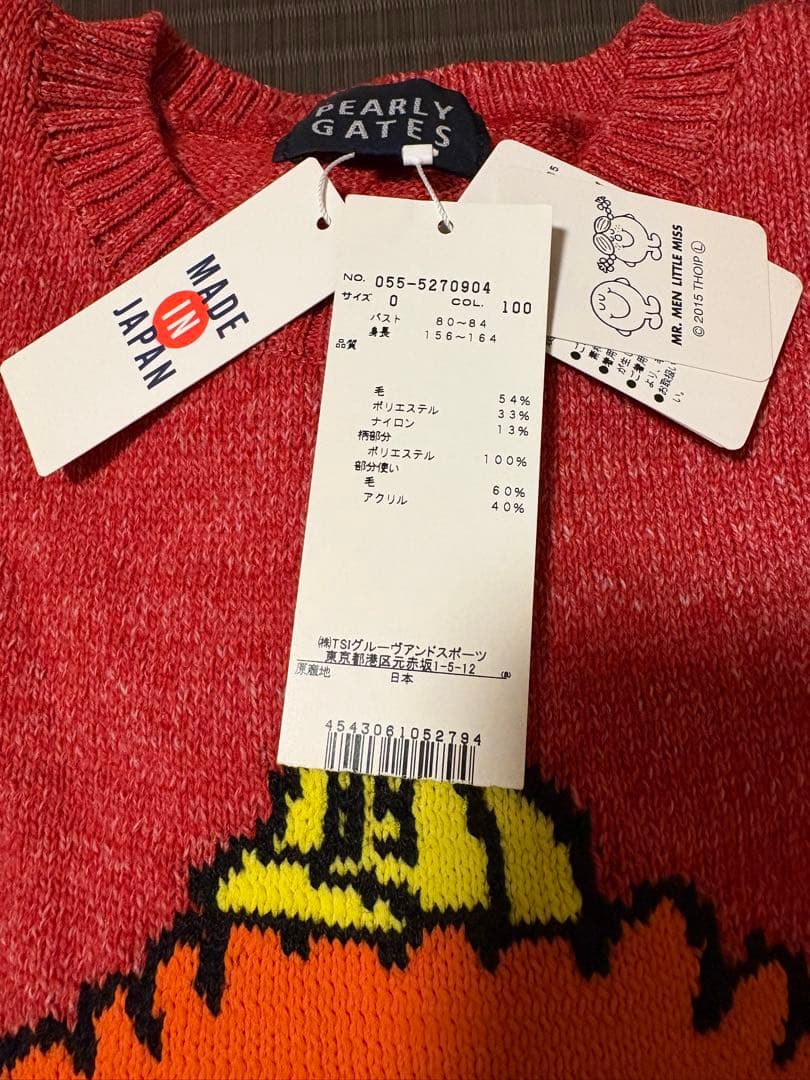 PEARLY
GATES
MADE
IN
JAPAN
NO. 055-5270904
サイズ 0 COL. 100
バスト 80～84
身長 156～164
品質
毛 54%
ポリエステル 33%
ナイロン 13%
柄部分
ポリエステル 100%
部分使い
毛 60%
アクリル 40%
㈱TSIグルーヴアンドスポーツ
東京都港区元赤坂1-5-12
原産地 日本
4543061052794
MR. MEN LITTLE MISS
© 2015 THOIP Ⓛ
15